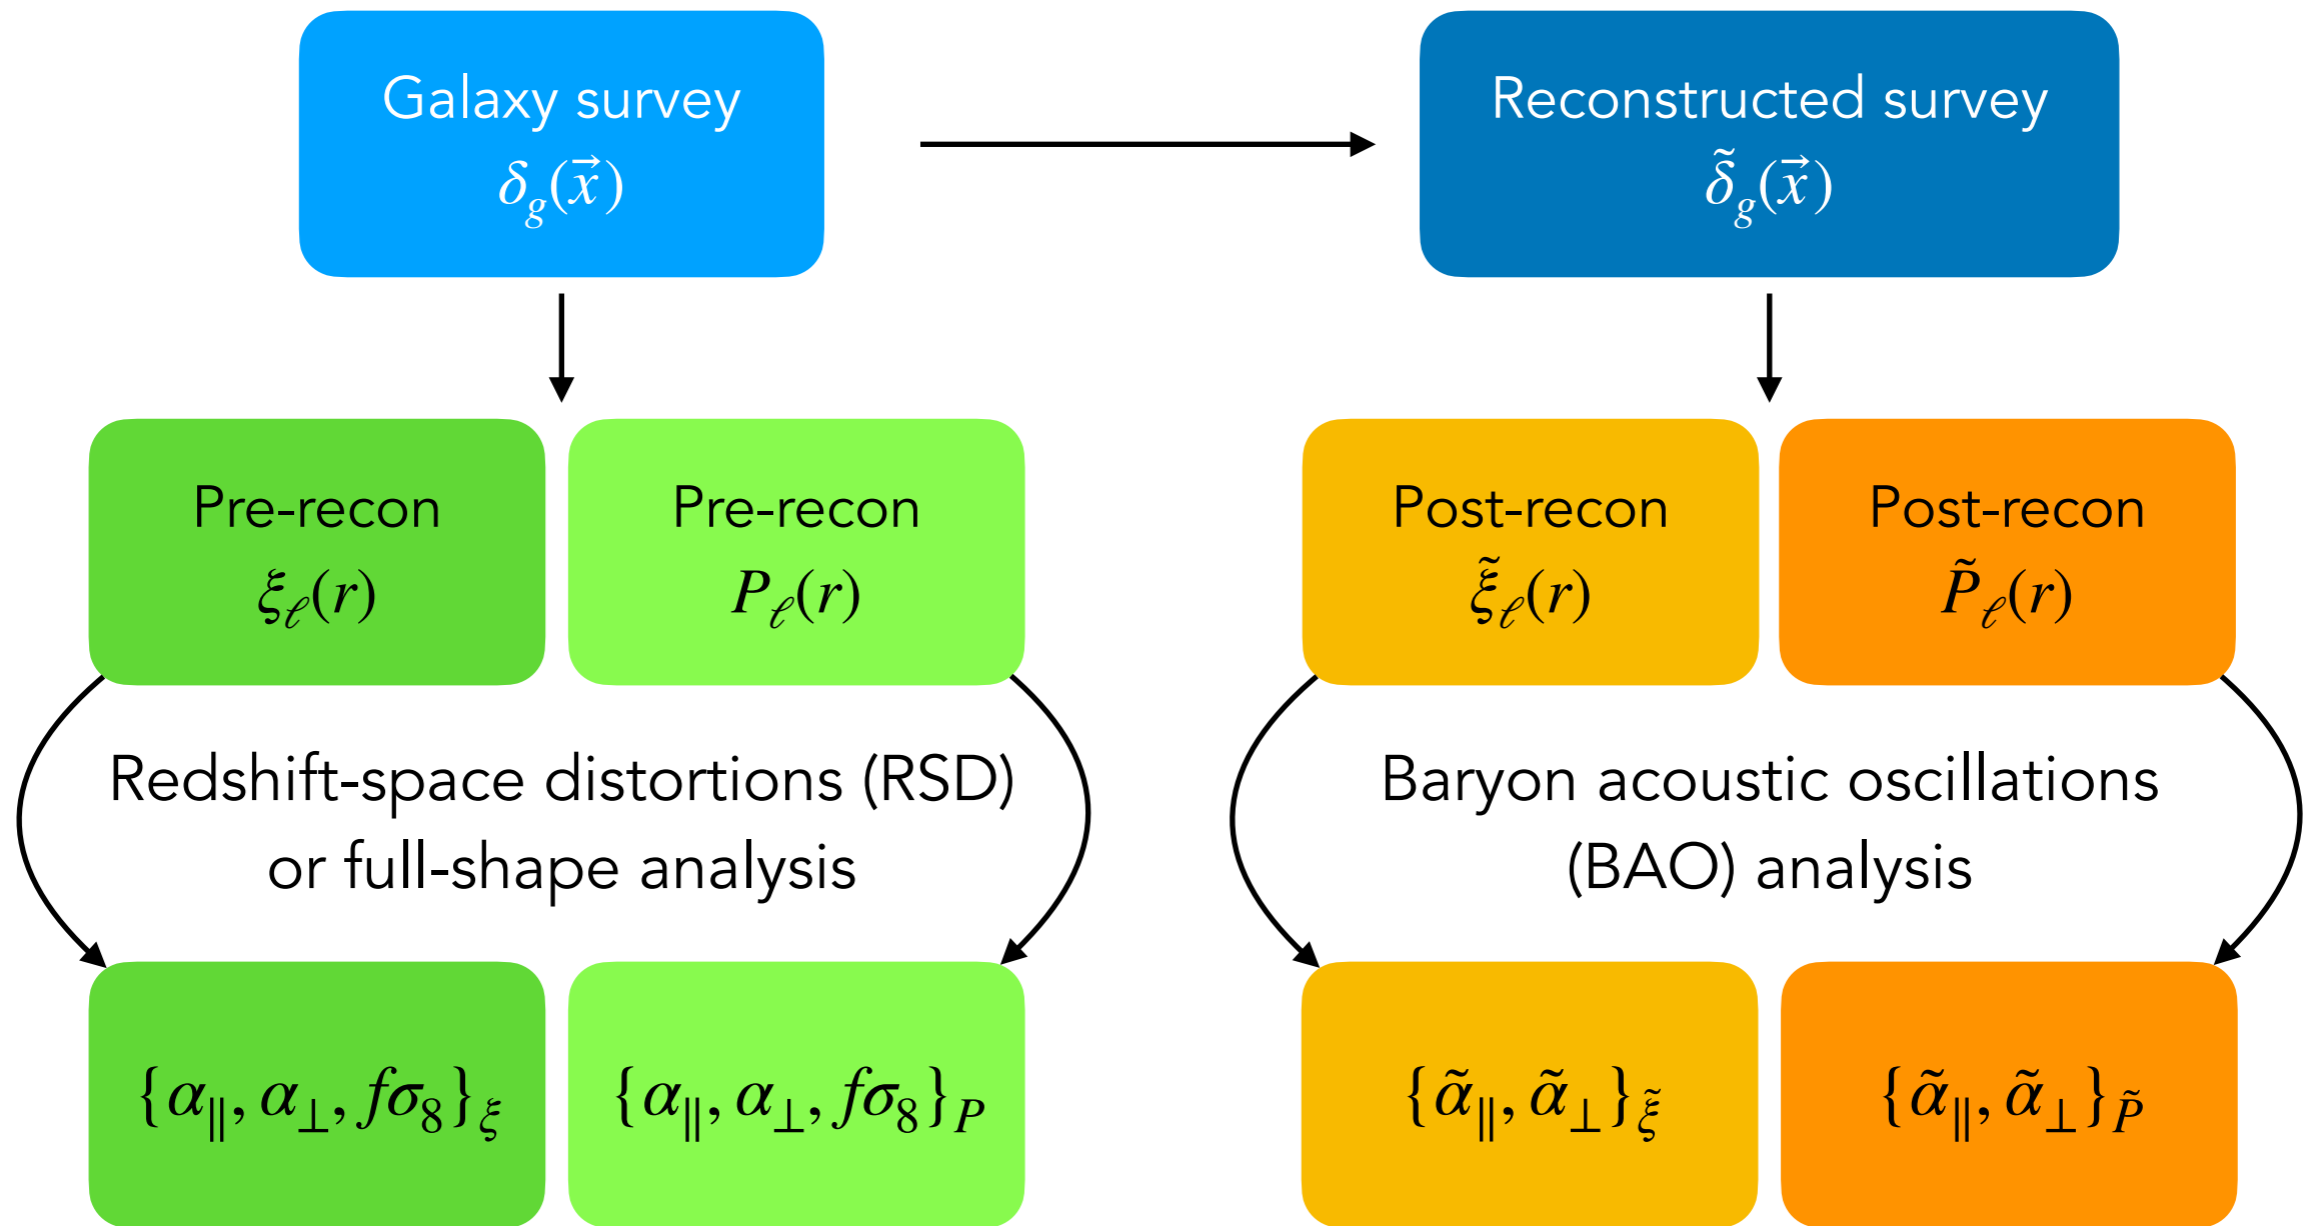 Galaxy survey
δ_g(x⃗)
Reconstructed survey
δ̃_g(x⃗)
Pre-recon
ξ_ℓ(r)
Pre-recon
P_ℓ(r)
Post-recon
ξ̃_ℓ(r)
Post-recon
P̃_ℓ(r)
Redshift-space distortions (RSD)
or full-shape analysis
Baryon acoustic oscillations
(BAO) analysis
{α_∥, α_⊥, fσ_8}_ξ
{α_∥, α_⊥, fσ_8}_P
{α̃_∥, α̃_⊥}_ξ̃
{α̃_∥, α̃_⊥}_P̃